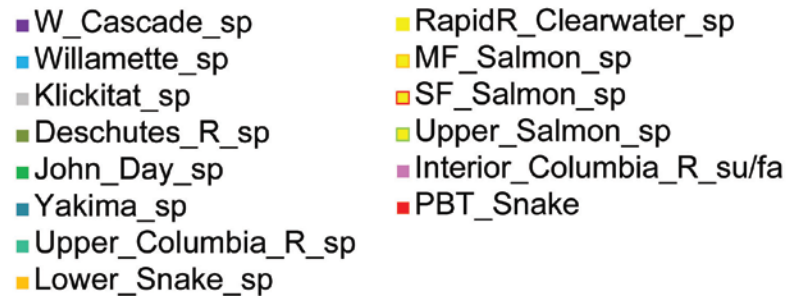 W_Cascade_sp
Willamette_sp
Klickitat_sp
Deschutes_R_sp
John_Day_sp
Yakima_sp
Upper_Columbia_R_sp
Lower_Snake_sp
RapidR_Clearwater_sp
MF_Salmon_sp
SF_Salmon_sp
Upper_Salmon_sp
Interior_Columbia_R_su/fa
PBT_Snake